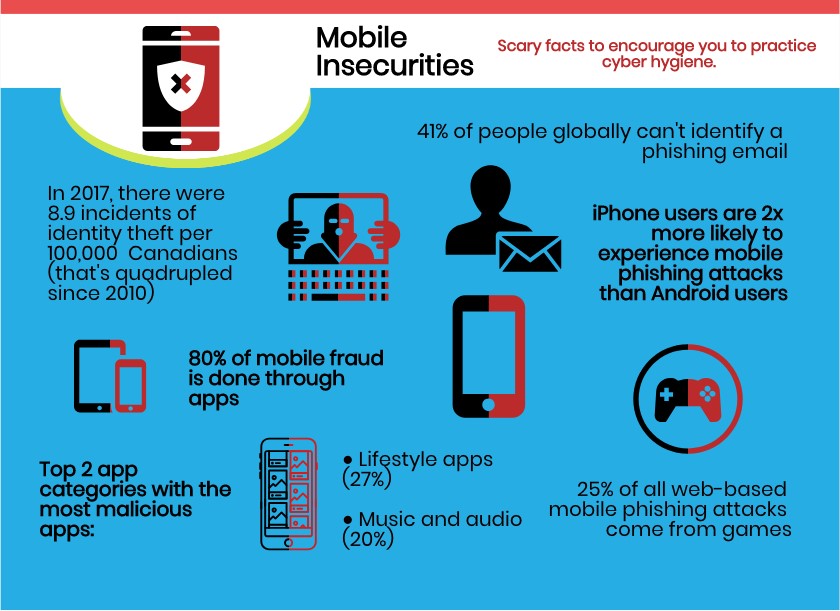 Mobile
Insecurities
Scary facts to encourage you to practice
cyber hygiene.
41% of people globally can't identify a
phishing email
In 2017, there were
8.9 incidents of
identity theft per
100,000 Canadians
(that's quadrupled
since 2010)
iPhone users are 2x
more likely to
experience mobile
phishing attacks
than Android users
80% of mobile fraud
is done through
apps
Top 2 app
categories with the
most malicious
apps:
• Lifestyle apps
(27%)
• Music and audio
(20%)
25% of all web-based
mobile phishing attacks
come from games